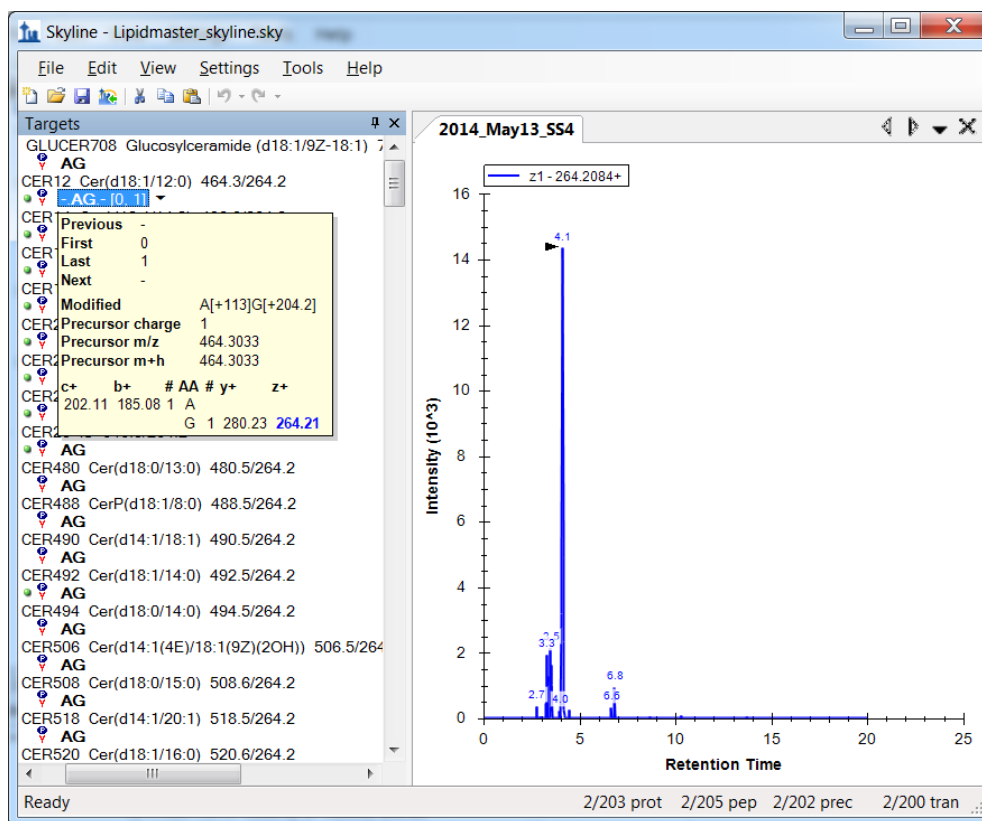 Skyline - Lipidmaster_skyline.sky
File Edit View Settings Tools Help
Targets
GLUCER708 Glucosylceramide (d18:1/9Z-18:1)
AG
CER12 Cer(d18:1/12:0) 464.3/264.2
- AG - [0, 1]
Previous -
First 0
Last 1
Next -
Modified A[+113]G[+204.2]
Precursor charge 1
Precursor m/z 464.3033
Precursor m+h 464.3033
c+ b+ # AA # y+ z+
202.11 185.08 1 A
G 1 280.23 264.21
AG
CER480 Cer(d18:0/13:0) 480.5/264.2
AG
CER488 CerP(d18:1/8:0) 488.5/264.2
AG
CER490 Cer(d14:1/18:1) 490.5/264.2
AG
CER492 Cer(d18:1/14:0) 492.5/264.2
AG
CER494 Cer(d18:0/14:0) 494.5/264.2
AG
CER506 Cer(d14:1(4E)/18:1(9Z)(2OH)) 506.5/264
AG
CER508 Cer(d18:0/15:0) 508.6/264.2
AG
CER518 Cer(d14:1/20:1) 518.5/264.2
AG
CER520 Cer(d18:1/16:0) 520.6/264.2
2014_May13_SS4
z1 - 264.2084+
Intensity (10^3)
16
14
12
10
8
6
4
2
0
4.1
3.3
2.7
4.0
6.8
6.6
0 5 10 15 20 25
Retention Time
Ready 2/203 prot 2/205 pep 2/202 prec 2/200 tran